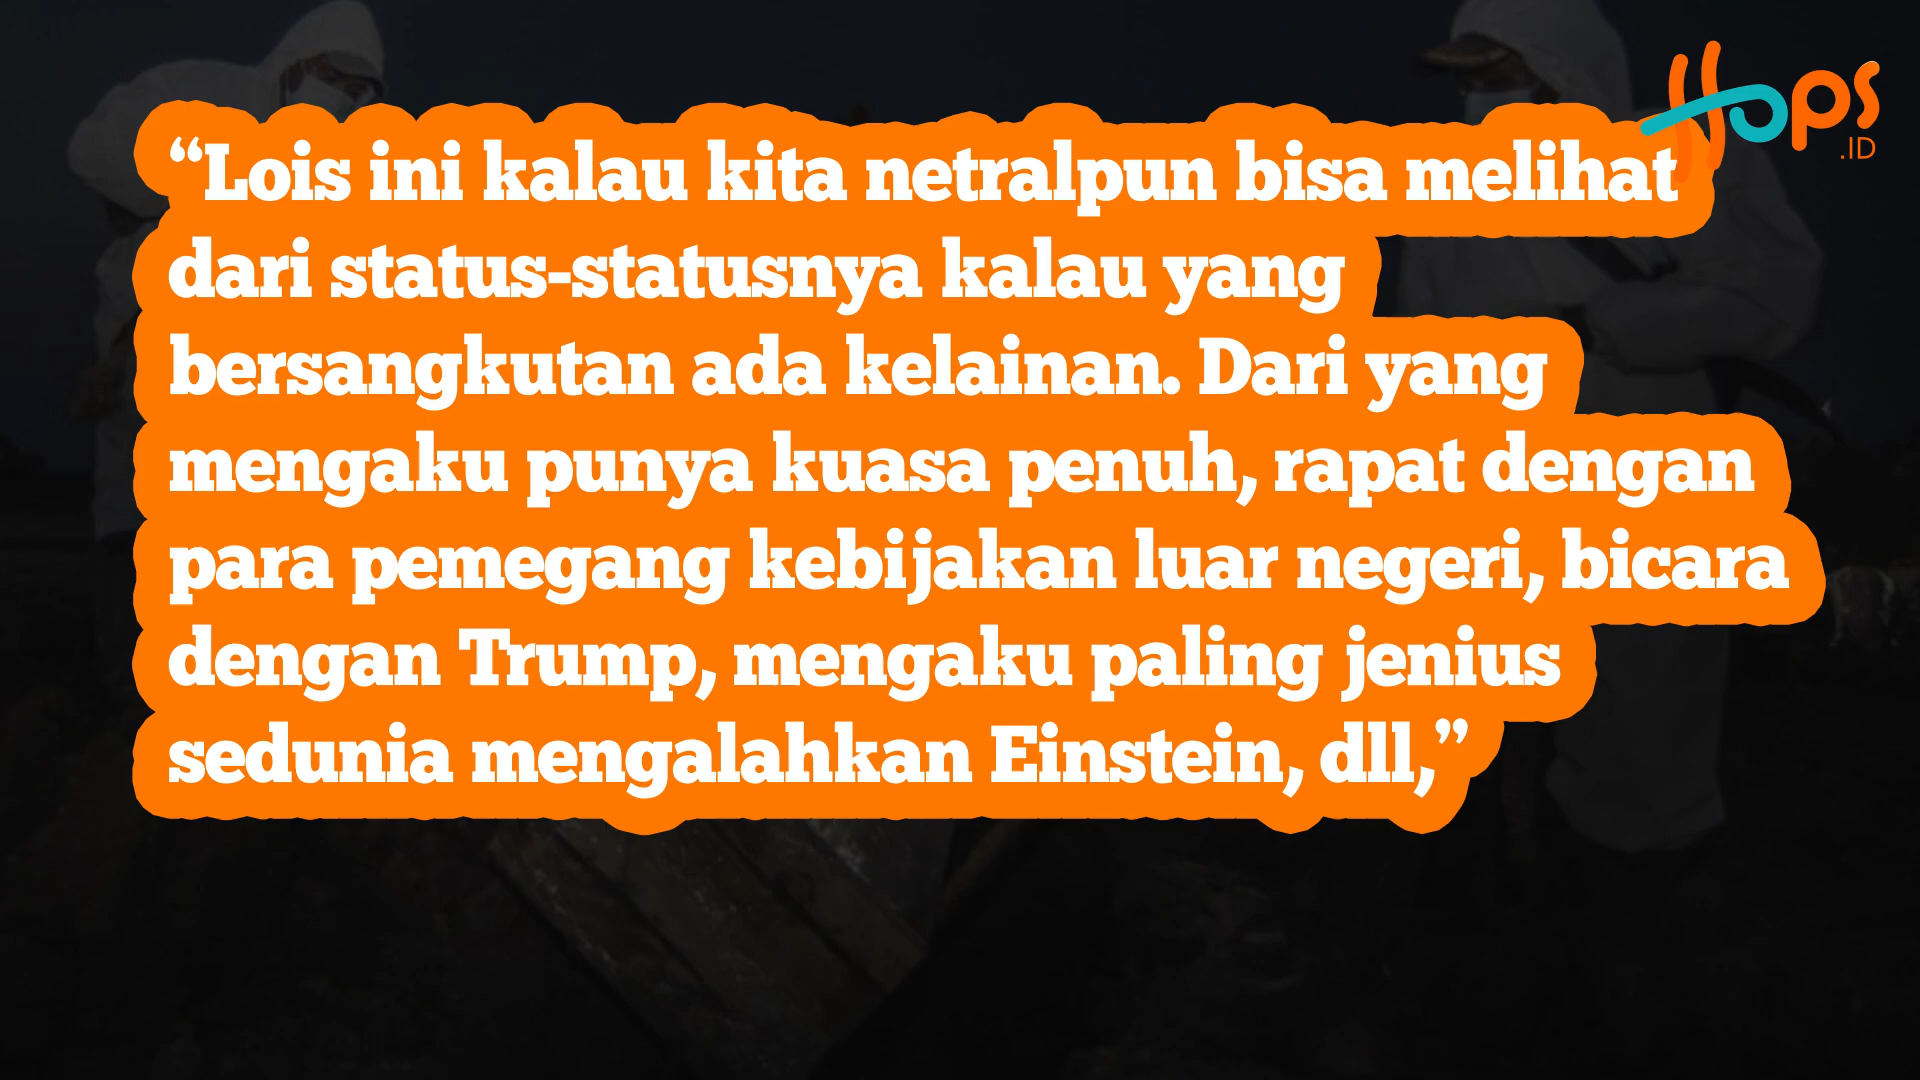 Hops
.ID
“Lois ini kalau kita netralpun bisa melihat
dari status-statusnya kalau yang
bersangkutan ada kelainan. Dari yang
mengaku punya kuasa penuh, rapat dengan
para pemegang kebijakan luar negeri, bicara
dengan Trump, mengaku paling jenius
sedunia mengalahkan Einstein, dll,”